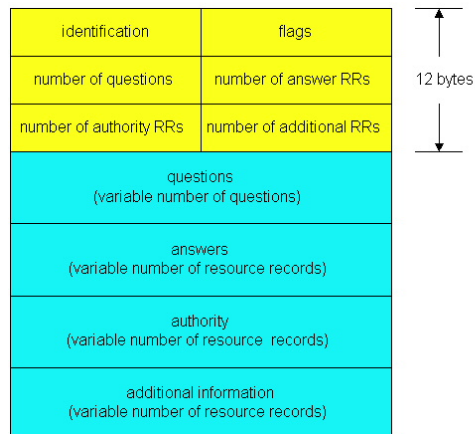 identification
flags
12 bytes
number of questions
number of answer RRs
number of authority RRs
number of additional RRs
questions
(variable number of questions)
answers
(variable number of resource records)
authority
(variable number of resource records)
additional information
(variable number of resource records)